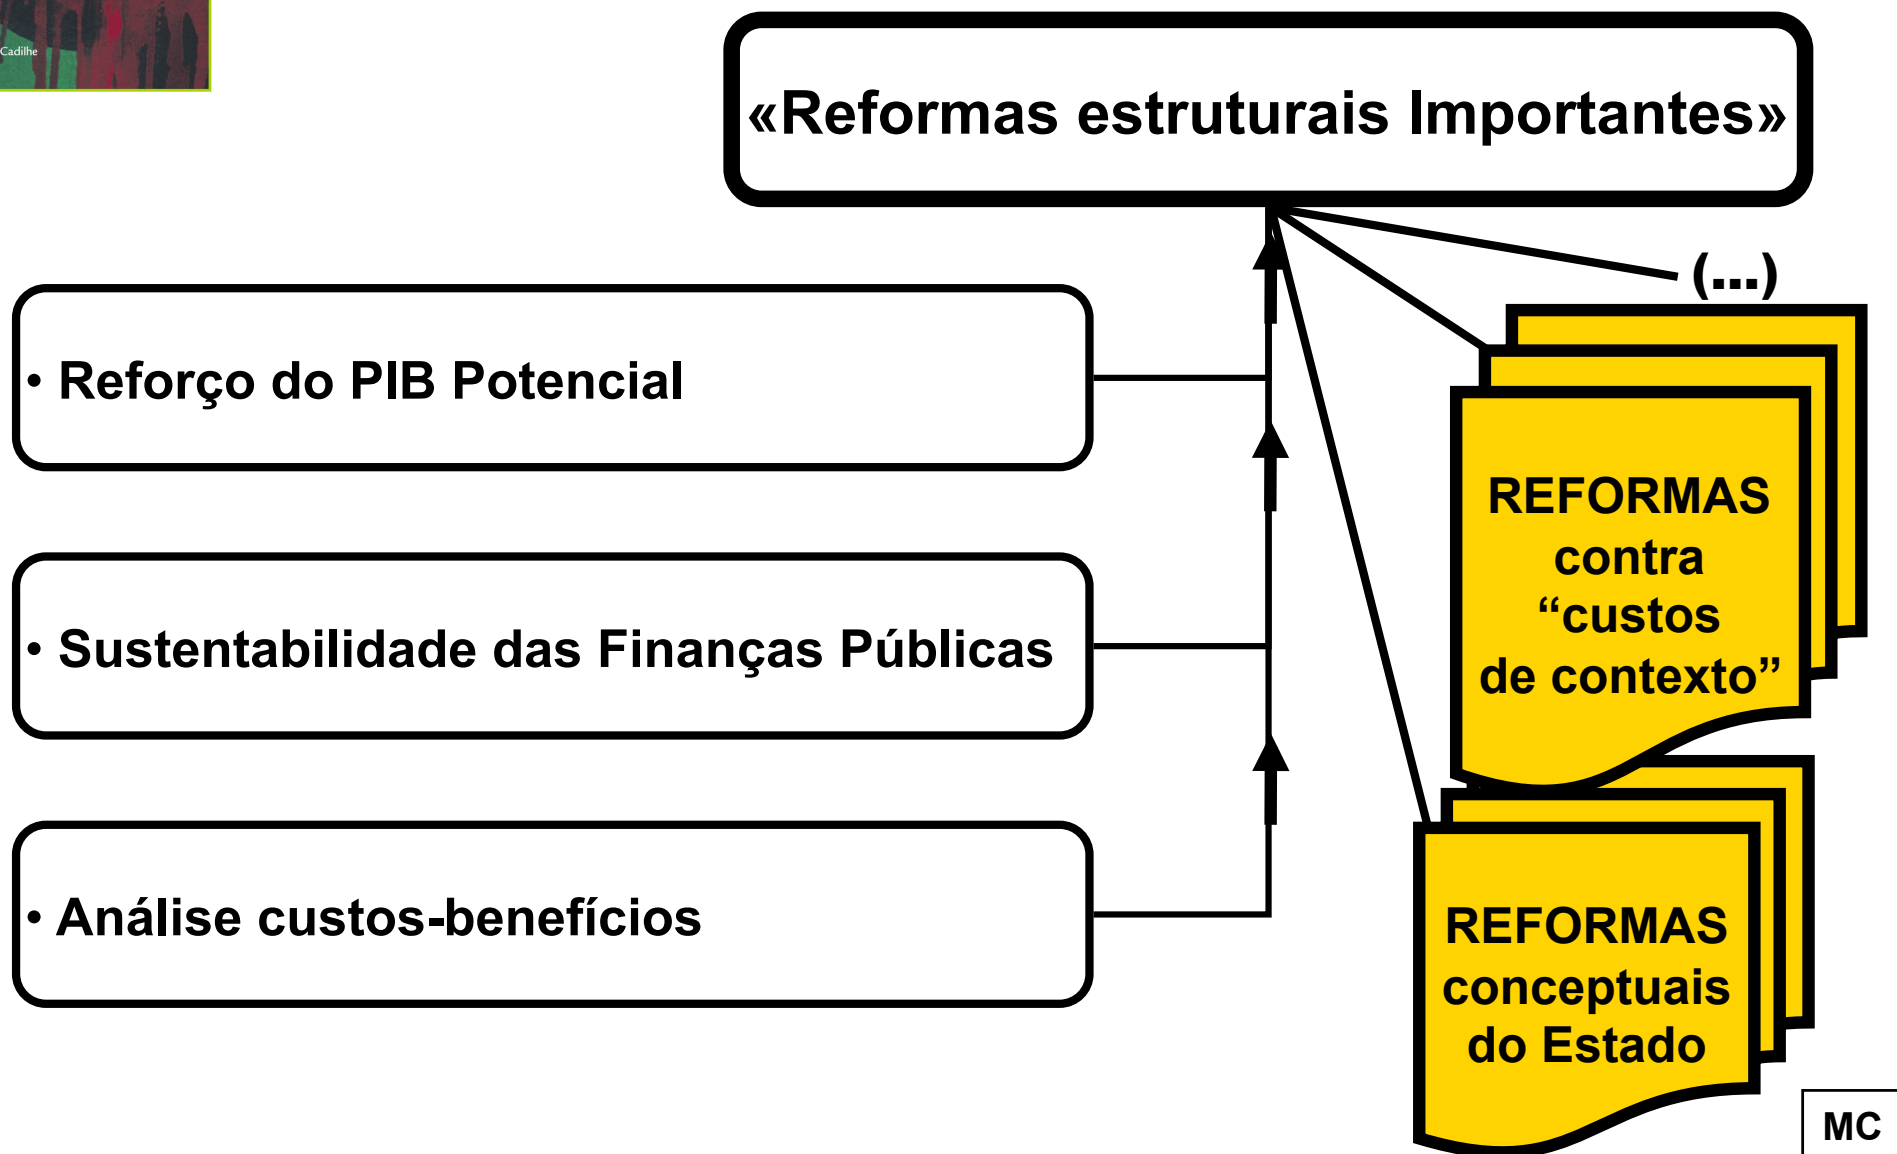 Cadilhe
«Reformas estruturais Importantes»
(...)
• Reforço do PIB Potencial
• Sustentabilidade das Finanças Públicas
• Análise custos-benefícios
REFORMAS
contra
“custos
de contexto”
REFORMAS
conceptuais
do Estado
MC